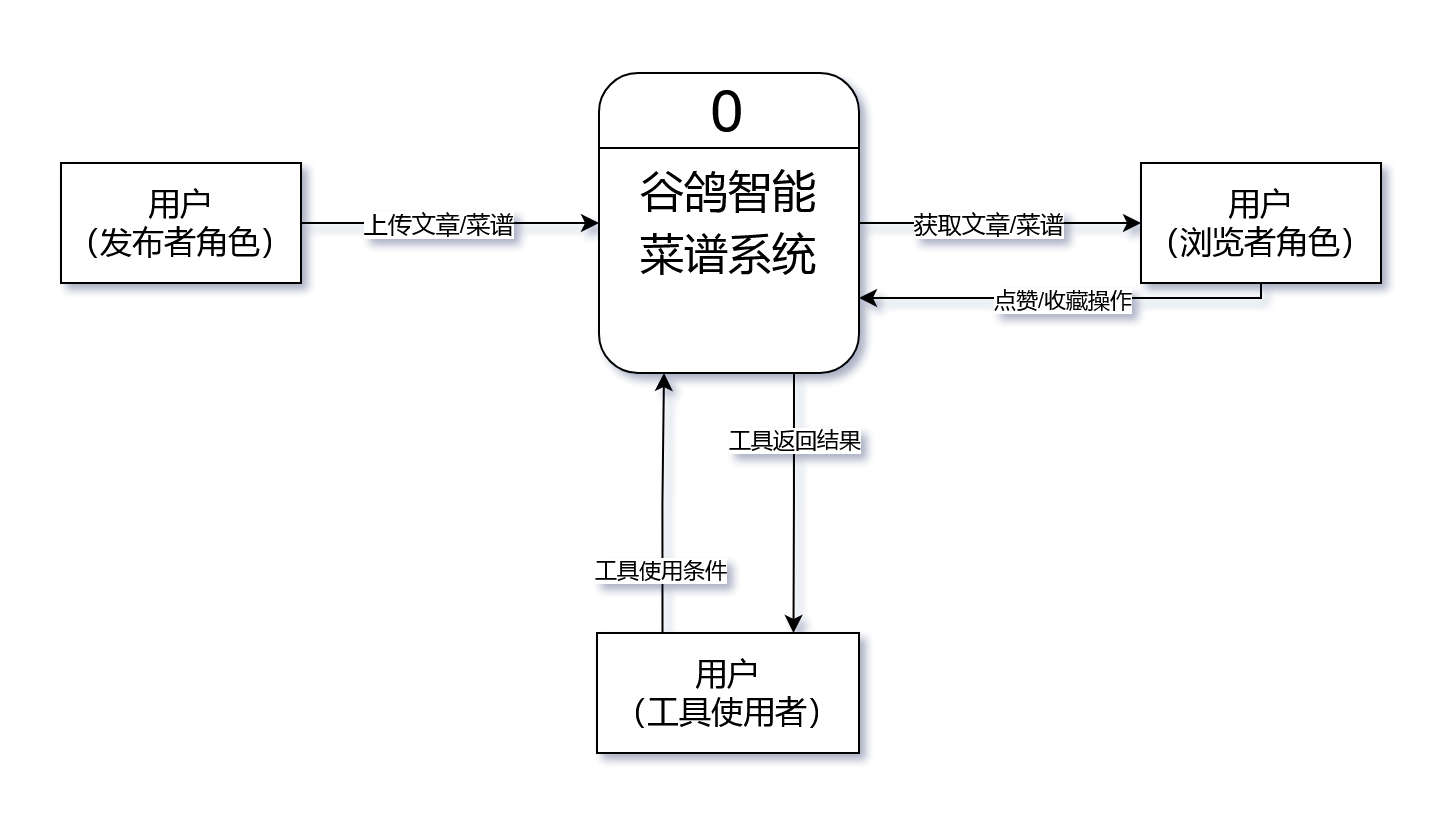 0
谷鸽智能
菜谱系统
用户
（发布者角色）
上传文章/菜谱
获取文章/菜谱
用户
（浏览者角色）
点赞/收藏操作
工具返回结果
工具使用条件
用户
（工具使用者）